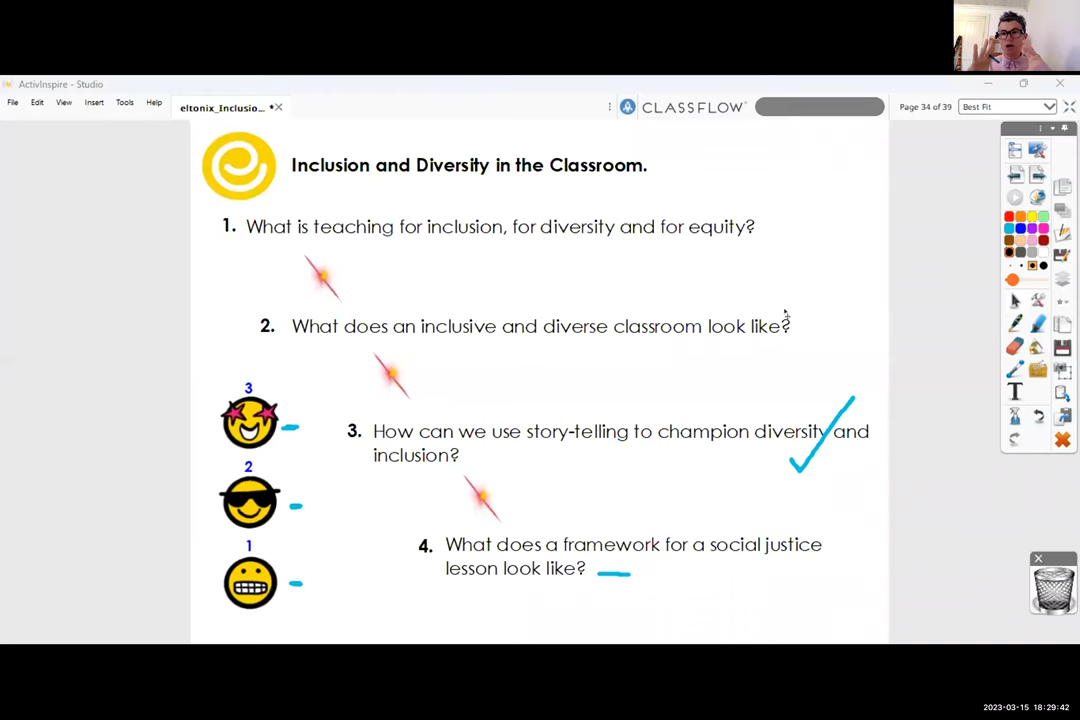 ActivInspire - Studio
File Edit View Insert Tools Help
eltonix_Inclusio... *
CLASSFLOW
Page 34 of 39
Best Fit
Inclusion and Diversity in the Classroom.
1. What is teaching for inclusion, for diversity and for equity?
2. What does an inclusive and diverse classroom look like?
3
3. How can we use story-telling to champion diversity and
inclusion?
2
4. What does a framework for a social justice
lesson look like?
1
T
2023-03-15 18:29:42